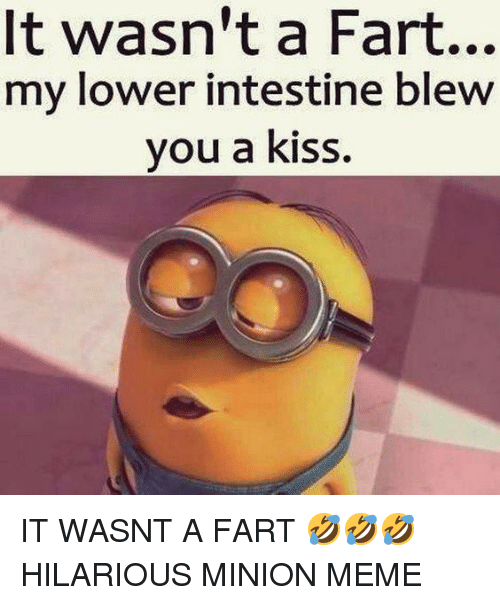 It wasn't a Fart...
my lower intestine blew
you a kiss.
IT WASNT A FART 🤣🤣🤣
HILARIOUS MINION MEME